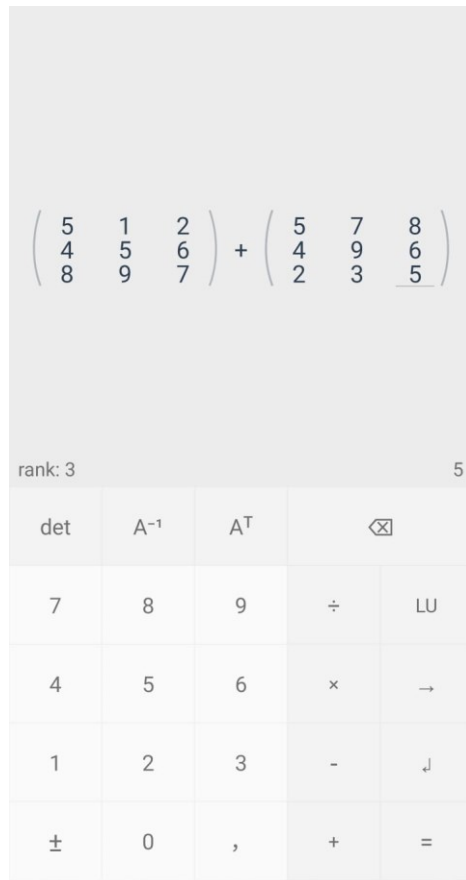 5 1 2   5 7 8
4 5 6 + 4 9 6
8 9 7   2 3 5
rank: 3 5
det A⁻¹ Aᵀ ⌫
7 8 9 ÷ LU
4 5 6 × →
1 2 3 - ↲
± 0 , + =